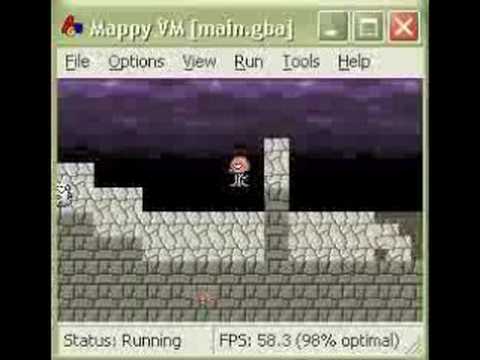 Mappy VM [main.gba]
File Options View Run Tools Help
Status: Running FPS: 58.3 (98% optimal)